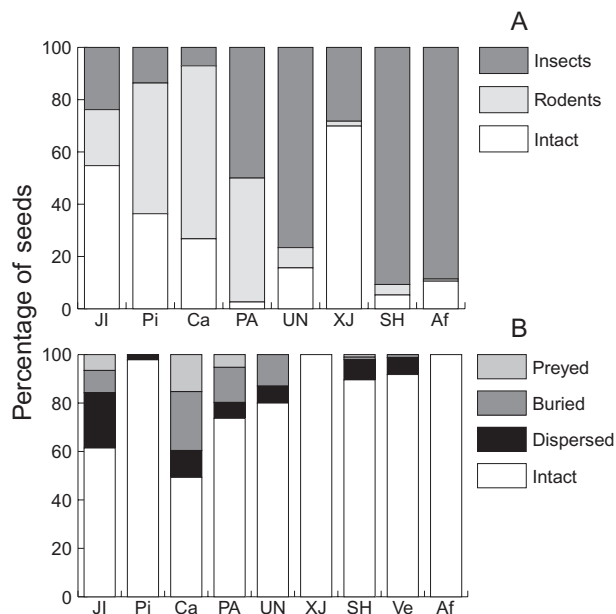 A
100
80
60
40
20
0
Insects
Rodents
Intact
JI Pi Ca PA UN XJ SH Af
Percentage of seeds
B
100
80
60
40
20
0
Preyed
Buried
Dispersed
Intact
JI Pi Ca PA UN XJ SH Ve Af